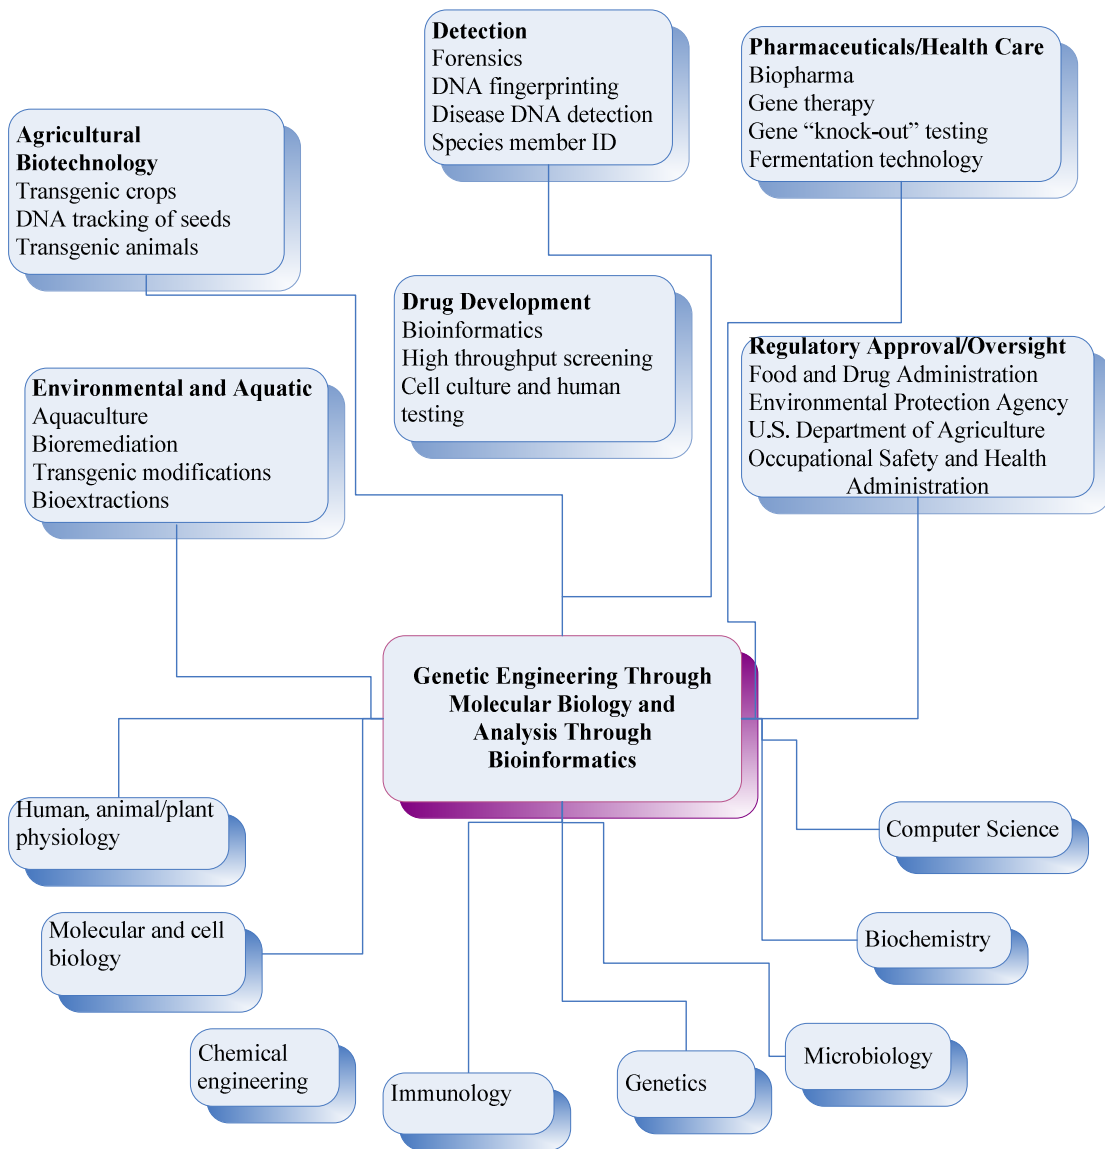 Detection
Forensics
DNA fingerprinting
Disease DNA detection
Species member ID
Pharmaceuticals/Health Care
Biopharma
Gene therapy
Gene “knock-out” testing
Fermentation technology
Agricultural
Biotechnology
Transgenic crops
DNA tracking of seeds
Transgenic animals
Drug Development
Bioinformatics
High throughput screening
Cell culture and human
testing
Regulatory Approval/Oversight
Food and Drug Administration
Environmental Protection Agency
U.S. Department of Agriculture
Occupational Safety and Health
Administration
Environmental and Aquatic
Aquaculture
Bioremediation
Transgenic modifications
Bioextractions
Genetic Engineering Through
Molecular Biology and
Analysis Through
Bioinformatics
Human, animal/plant
physiology
Computer Science
Molecular and cell
biology
Biochemistry
Chemical
engineering
Immunology
Genetics
Microbiology